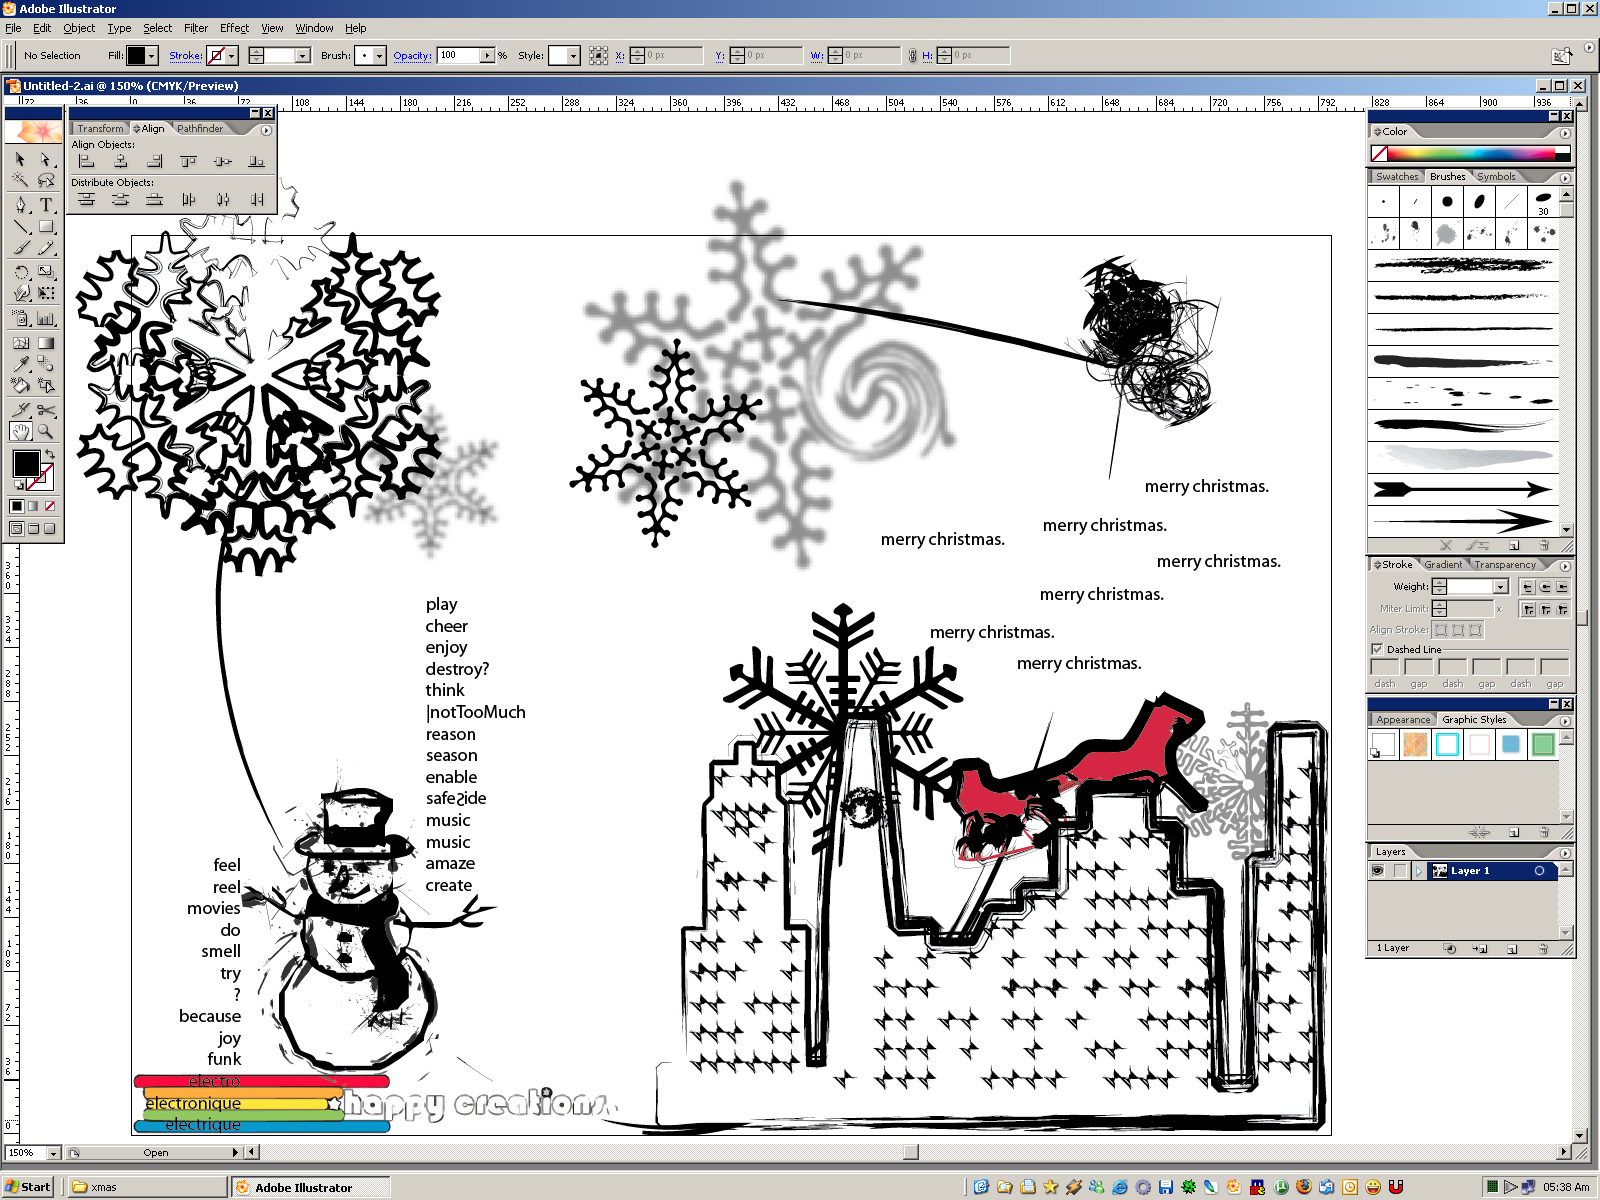 Adobe Illustrator
File Edit Object Type Select Filter Effect View Window Help
No Selection Fill: Stroke: Brush: Opacity: 100 % Style: X: 0 px Y: 0 px W: 0 px H: 0 px
Untitled-2.ai @ 150% (CMYK/Preview)
72 36 0 36 72 108 144 180 216 252 288 324 360 396 432 468 504 540 576 612 648 684 720 756 792 828 864 900 936
Transform Align Pathfinder
Align Objects:
Distribute Objects:
Color
Swatches Brushes Symbols
30
merry christmas.
merry christmas.
merry christmas.
merry christmas.
merry christmas.
merry christmas.
merry christmas.
play
cheer
enjoy
destroy?
think
|notTooMuch
reason
season
enable
safeSide
music
music
amaze
create
feel
reel
movies
do
smell
try
?
because
joy
funk
electro
electronique
electrique
happy creations.
Stroke Gradient Transparency
Weight:
Miter Limit: x
Align Stroke:
Dashed Line
dash gap dash gap dash gap
Appearance Graphic Styles
Layers
Layer 1
1 Layer
150% Open
Start xmas Adobe Illustrator 05:38 Am